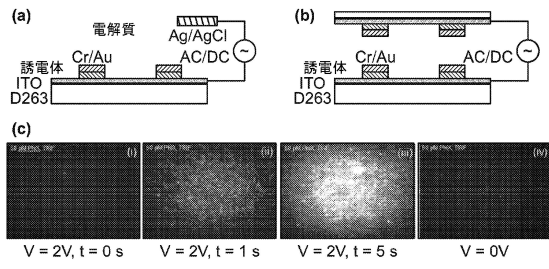 (a)
電解質
Ag/AgCl
Cr/Au
AC/DC
~
誘電体
ITO
D263
(b)
Cr/Au
AC/DC
~
誘電体
ITO
D263
(c)
(i)
(ii)
(iii)
(iv)
V = 2V, t = 0 s
V = 2V, t = 1 s
V = 2V, t = 5 s
V = 0V